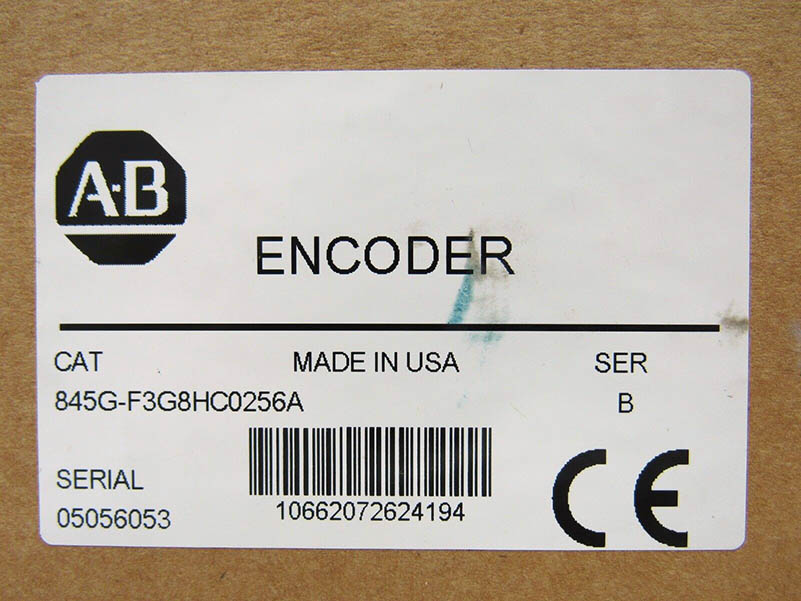 A-B
ENCODER
CAT MADE IN USA SER
845G-F3G8HC0256A B
SERIAL
05056053
10662072624194
CE